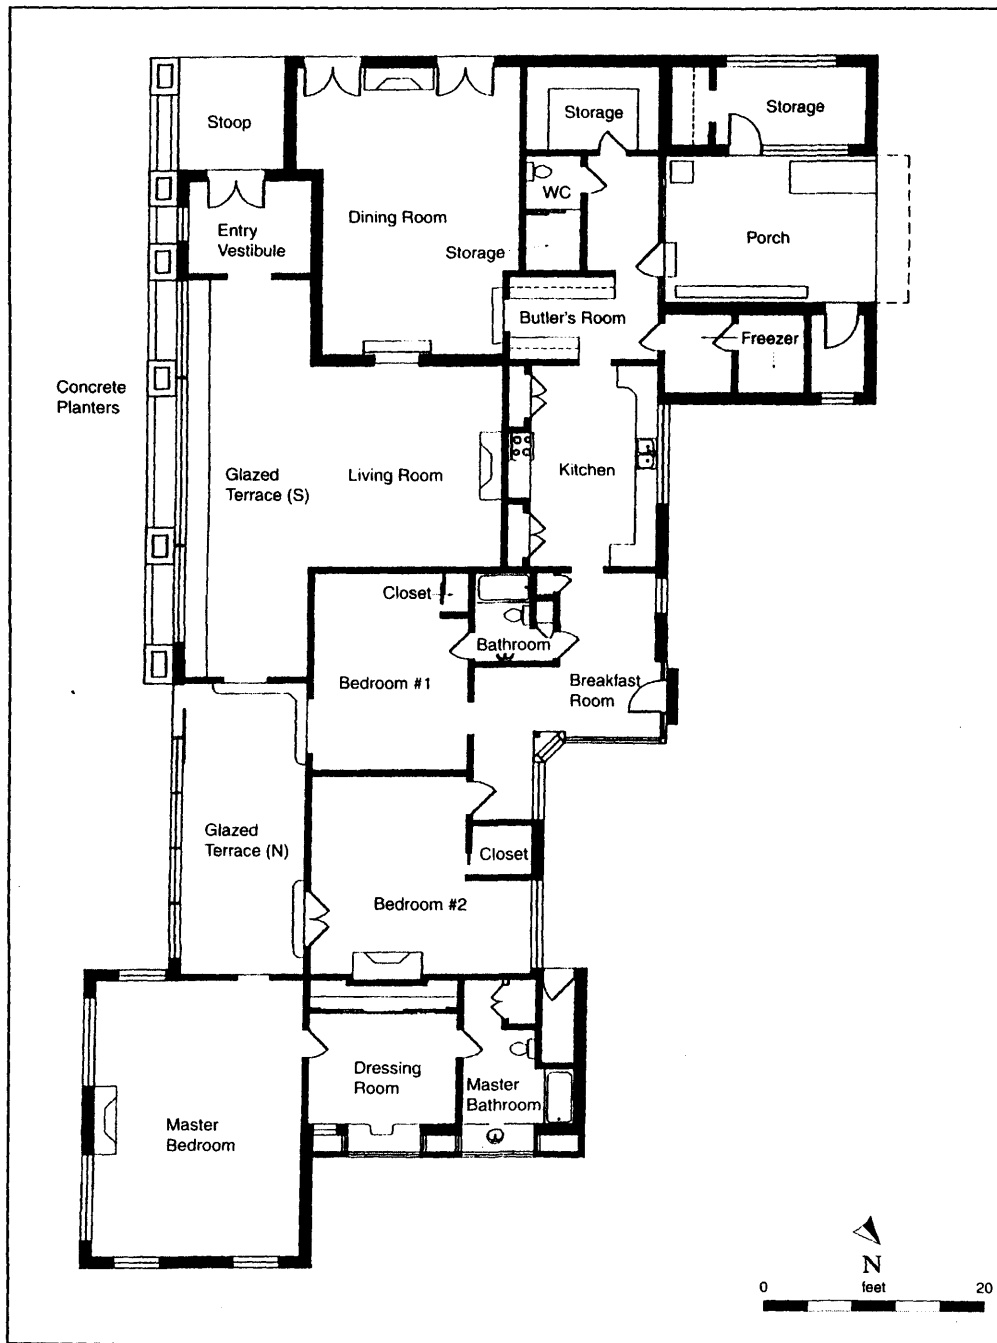 Stoop
Storage
Storage
WC
Dining Room
Entry
Vestibule
Storage
Porch
Butler's Room
Freezer
Concrete
Planters
Glazed
Terrace (S)
Living Room
Kitchen
Closet
Bathroom
Bedroom #1
Breakfast
Room
Glazed
Terrace (N)
Closet
Bedroom #2
Dressing
Room
Master
Bathroom
Master
Bedroom
N
0 feet 20